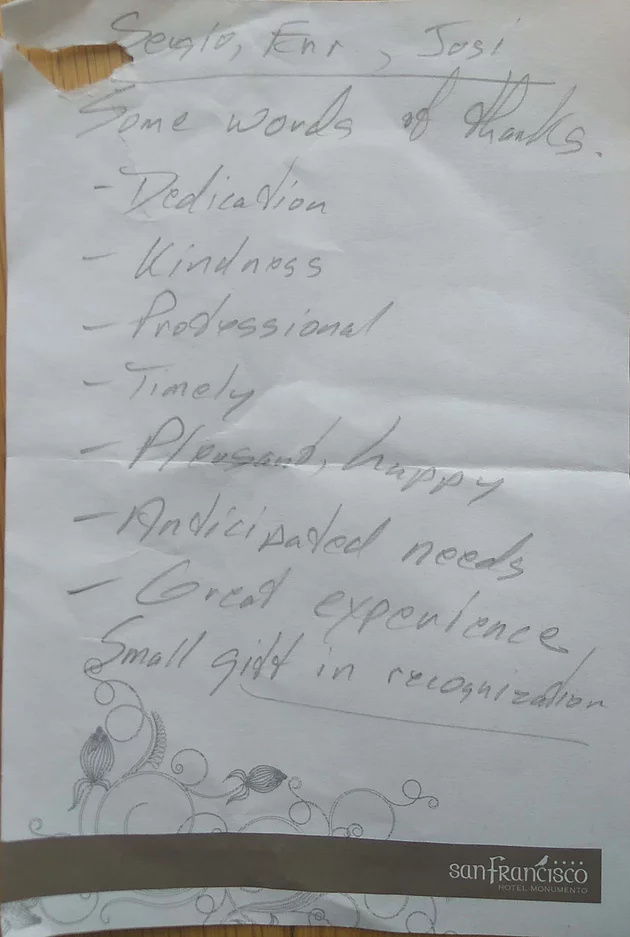 Sergio, Enr, Josi
Some words of thanks.
- Dedication
- Kindness
- Professional
- Timely
- Pleasant, happy
- Anticipated needs
- Great experience
Small gift in recognization
sanfrancisco
HOTEL MONUMENTO